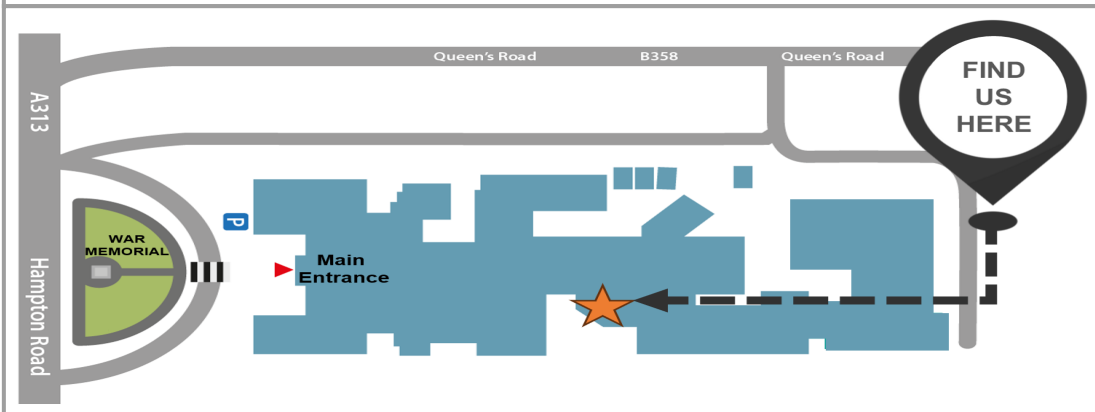 Queen's Road B358 Queen's Road
FIND
US
HERE
A313
P
WAR
MEMORIAL
Main
Entrance
Hampton Road